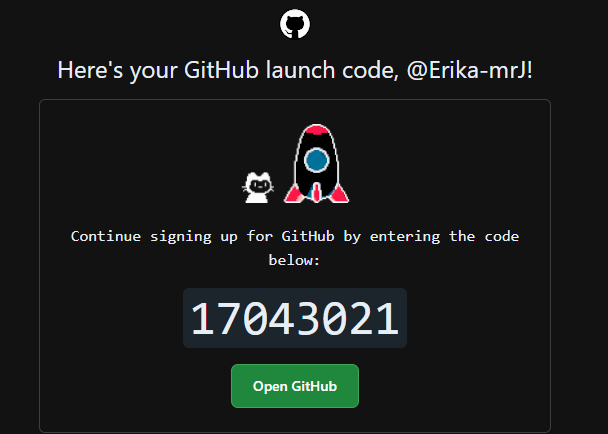 Here's your GitHub launch code, @Erika-mrJ!
Continue signing up for GitHub by entering the code
below:
17043021
Open GitHub